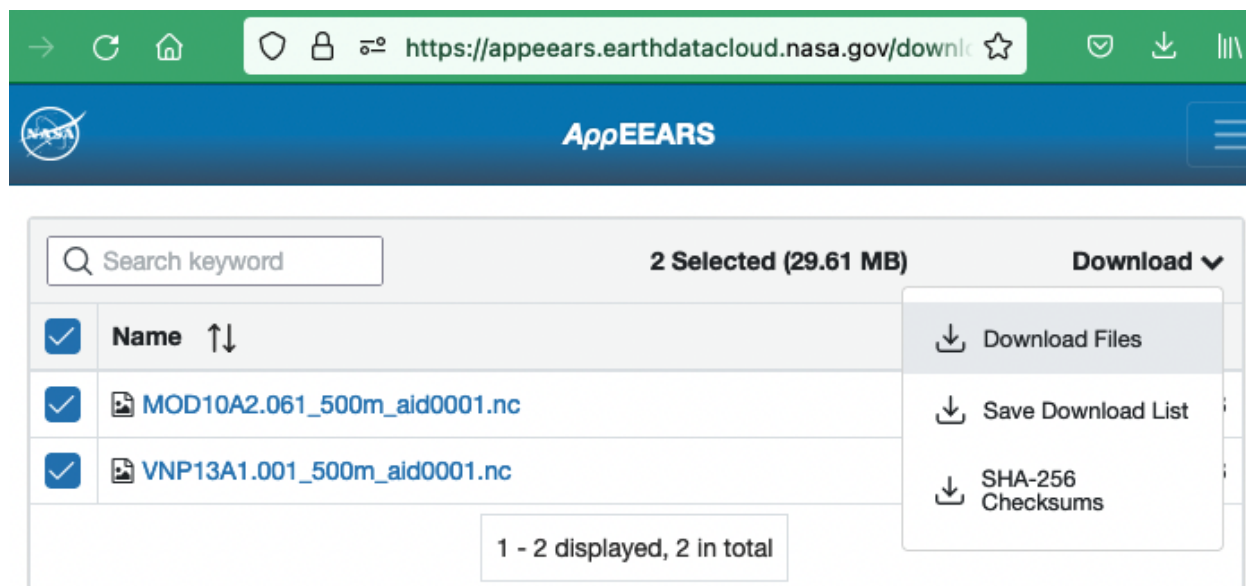 https://appeears.earthdatacloud.nasa.gov/downl
NASA
AppEEARS
Search keyword
2 Selected (29.61 MB)
Download
Name
Download Files
MOD10A2.061_500m_aid0001.nc
Save Download List
VNP13A1.001_500m_aid0001.nc
SHA-256
Checksums
1 - 2 displayed, 2 in total